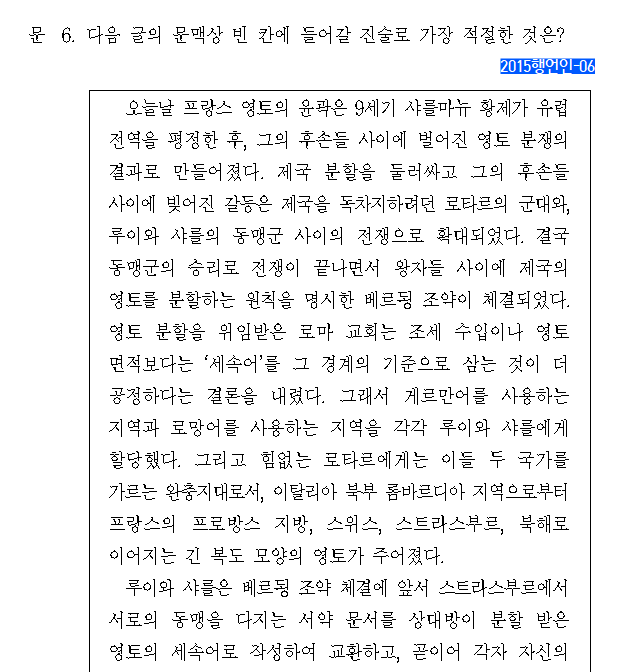 문 6. 다음 글의 문맥상 빈 칸에 들어갈 진술로 가장 적절한 것은?
2015행언인-06
오늘날 프랑스 영토의 윤곽은 9세기 샤를마뉴 황제가 유럽
전역을 평정한 후, 그의 후손들 사이에 벌어진 영토 분쟁의
결과로 만들어졌다. 제국 분할을 둘러싸고 그의 후손들
사이에 빚어진 갈등은 제국을 독차지하려던 로타르의 군대와,
루이와 샤를의 동맹군 사이의 전쟁으로 확대되었다. 결국
동맹군의 승리로 전쟁이 끝나면서 왕자들 사이에 제국의
영토를 분할하는 원칙을 명시한 베르됭 조약이 체결되었다.
영토 분할을 위임받은 로마 교회는 조세 수입이나 영토
면적보다는 ‘세속어’를 그 경계의 기준으로 삼는 것이 더
공정하다는 결론을 내렸다. 그래서 게르만어를 사용하는
지역과 로망어를 사용하는 지역을 각각 루이와 샤를에게
할당했다. 그리고 힘없는 로타르에게는 이들 두 국가를
가르는 완충지대로서, 이탈리아 북부 롬바르디아 지역으로부터
프랑스의 프로방스 지방, 스위스, 스트라스부르, 북해로
이어지는 긴 복도 모양의 영토가 주어졌다.
루이와 샤를은 베르됭 조약 체결에 앞서 스트라스부르에서
서로의 동맹을 다지는 서약 문서를 상대방이 분할 받은
영토의 세속어로 작성하여 교환하고, 곧이어 각자 자신의